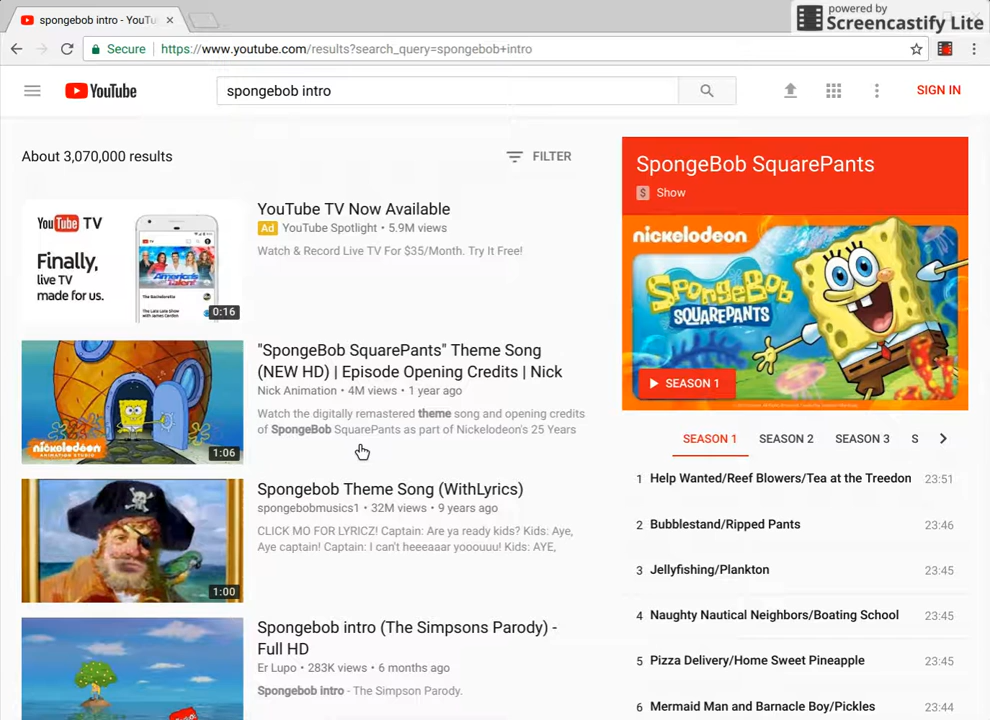 spongebob intro - YouTu
powered by
Screencastify Lite
Secure
https://www.youtube.com/results?search_query=spongebob+intro
YouTube
spongebob intro
SIGN IN
About 3,070,000 results
FILTER
YouTube TV
Finally,
live TV
made for us.
0:16
YouTube TV Now Available
Ad YouTube Spotlight • 5.9M views
Watch & Record Live TV For $35/Month. Try It Free!
nickelodeon
ANIMATION STUDIO
1:06
"SpongeBob SquarePants" Theme Song
(NEW HD) | Episode Opening Credits | Nick
Nick Animation • 4M views • 1 year ago
Watch the digitally remastered theme song and opening credits
of SpongeBob SquarePants as part of Nickelodeon's 25 Years
1:00
Spongebob Theme Song (WithLyrics)
spongebobmusics1 • 32M views • 9 years ago
CLICK MO FOR LYRICZ! Captain: Are ya ready kids? Kids: Aye,
Aye captain! Captain: I can't heeeaaar yooouuu! Kids: AYE,
Spongebob intro (The Simpsons Parody) -
Full HD
Er Lupo • 283K views • 6 months ago
Spongebob intro - The Simpson Parody.
SpongeBob SquarePants
$ Show
nickelodeon
SpongeBob
SQUAREPANTS
SEASON 1
SEASON 1 SEASON 2 SEASON 3 S
1 Help Wanted/Reef Blowers/Tea at the Treedon 23:51
2 Bubblestand/Ripped Pants 23:46
3 Jellyfishing/Plankton 23:45
4 Naughty Nautical Neighbors/Boating School 23:45
5 Pizza Delivery/Home Sweet Pineapple 23:45
6 Mermaid Man and Barnacle Boy/Pickles 23:44